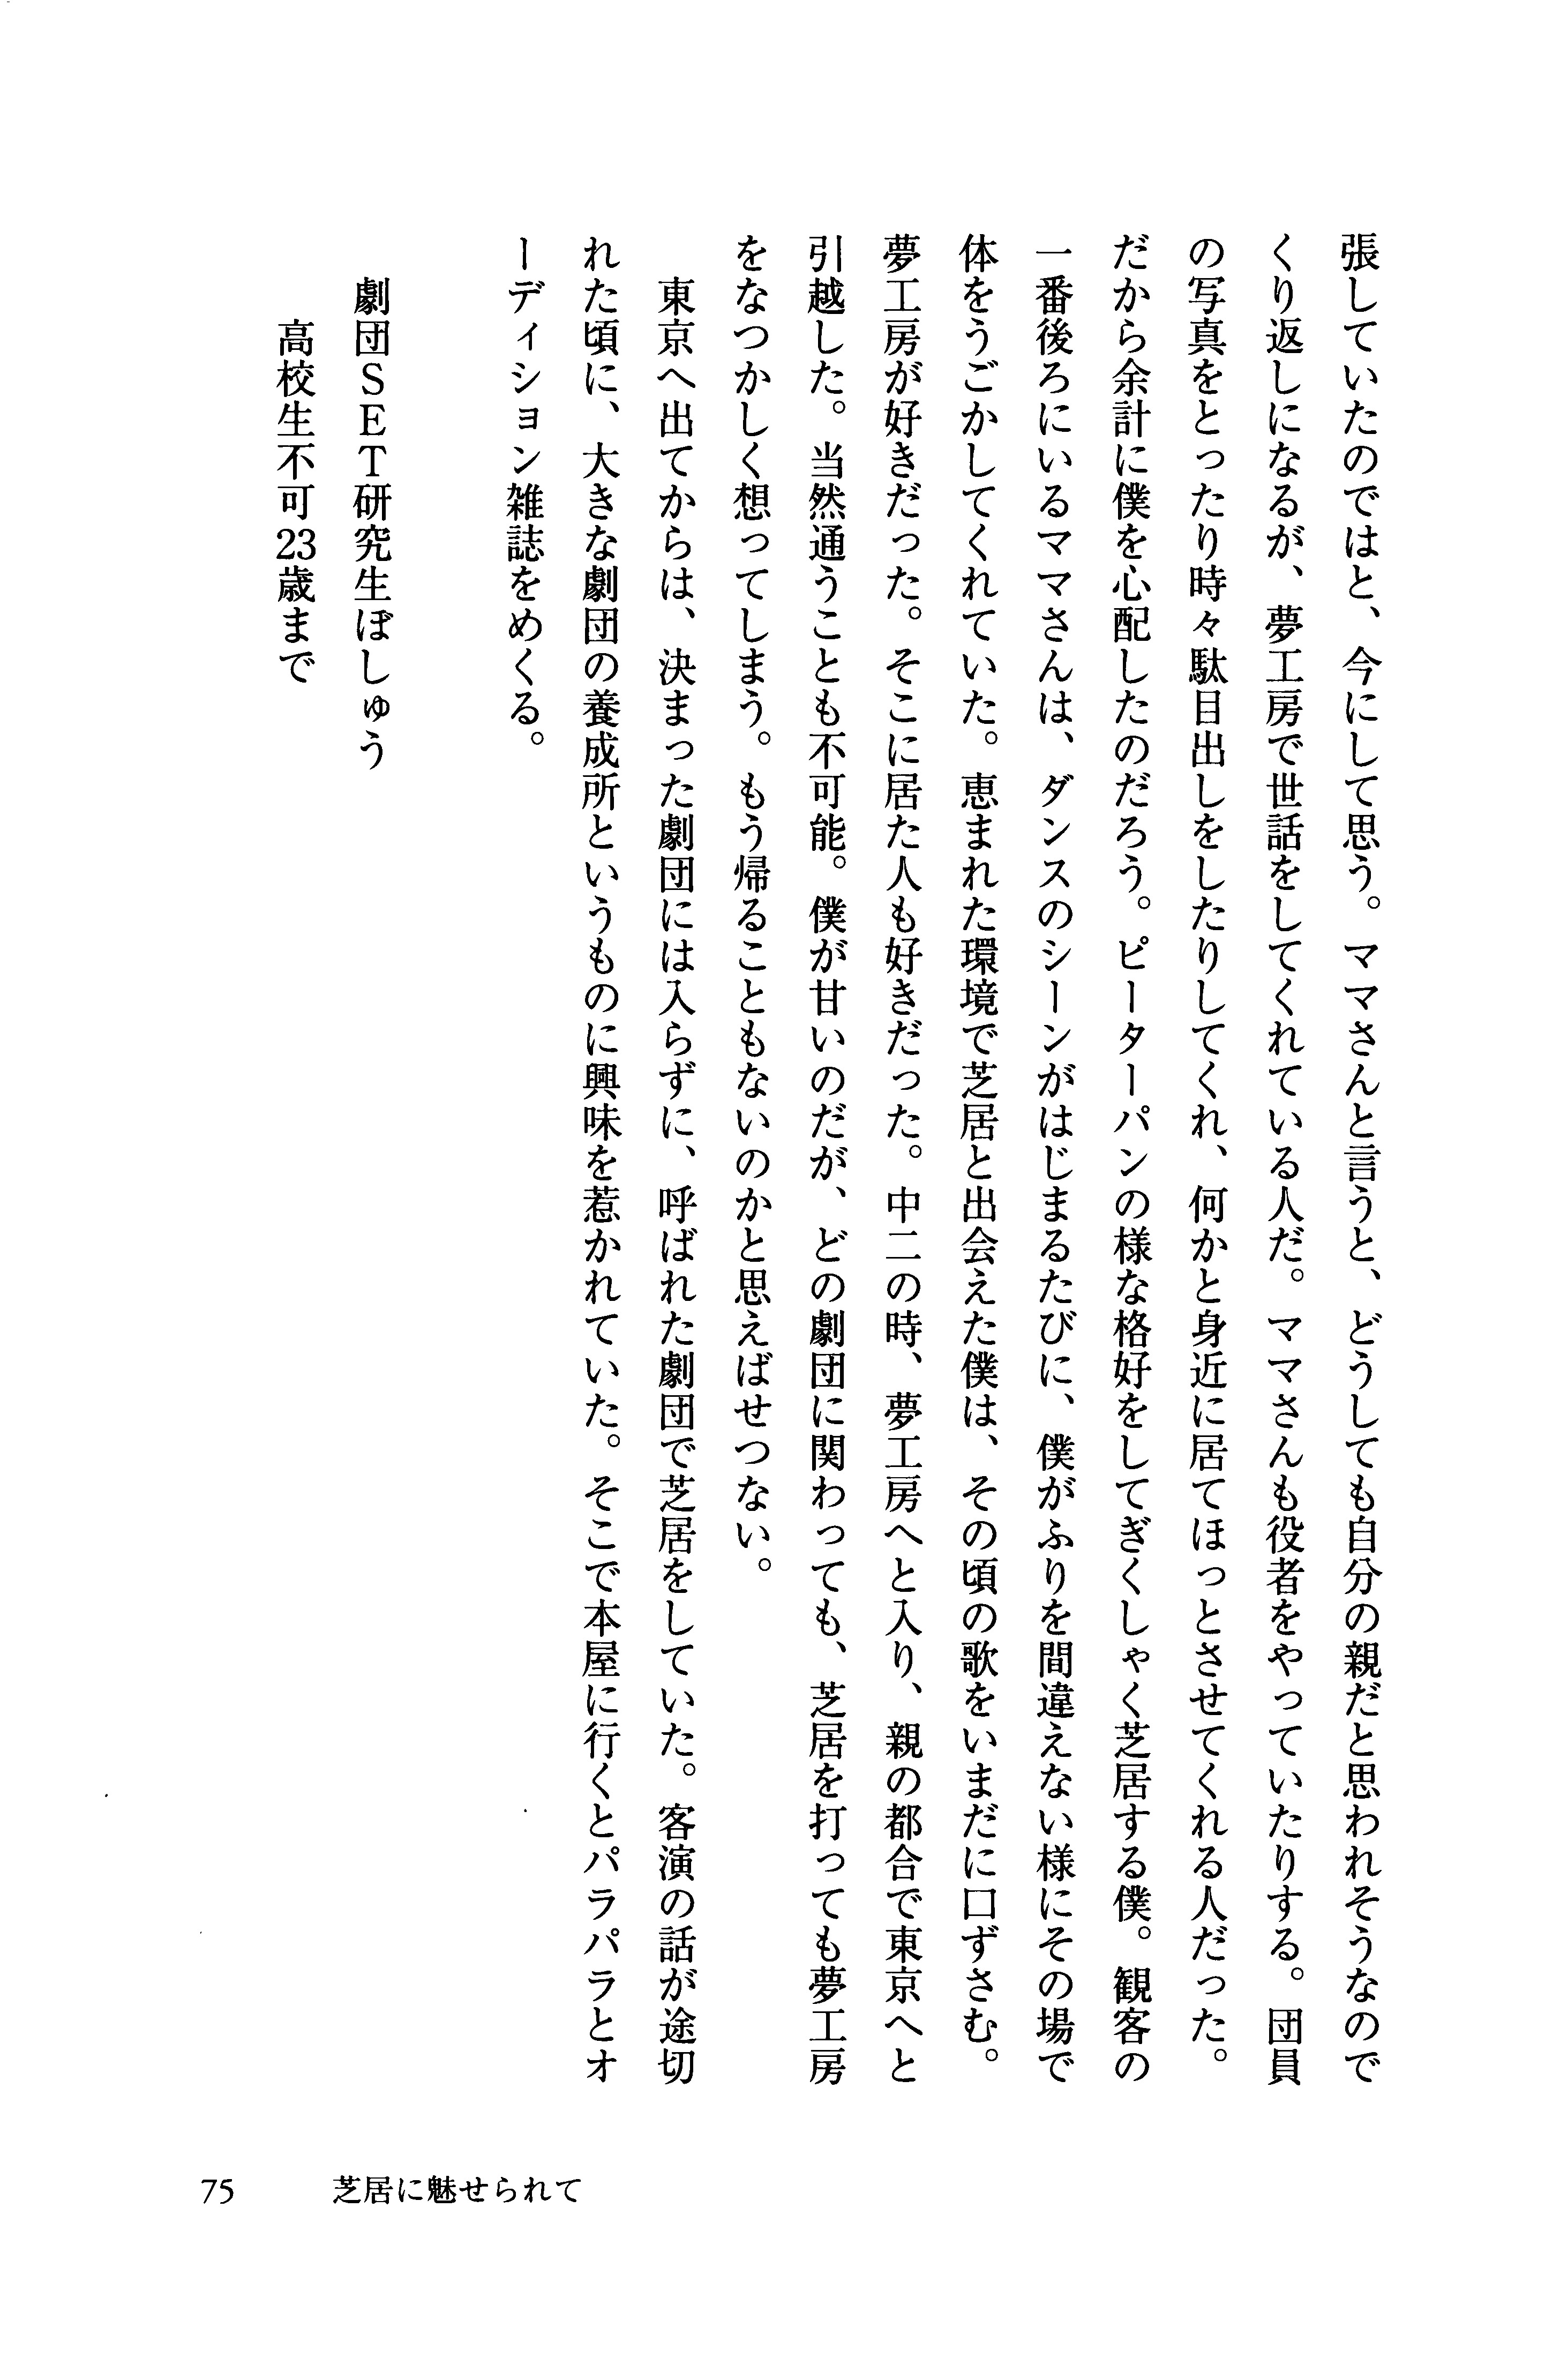 張していたのではと、今にして思う。ママさんと言うと、どうしても自分の親だと思われそうなので
くり返しになるが、夢工房で世話をしてくれている人だ。ママさんも役者をやっていたりする。団員
の写真をとったり時々駄目出しをしたりしてくれ、何かと身近に居てほっとさせてくれる人だった。
だから余計に僕を心配したのだろう。ピーターパンの様な格好をしてぎくしゃく芝居する僕。観客の
一番後ろにいるママさんは、ダンスのシーンがはじまるたびに、僕がふりを間違えない様にその場で
体をうごかしてくれていた。恵まれた環境で芝居と出会えた僕は、その頃の歌をいまだに口ずさむ。
夢工房が好きだった。そこに居た人も好きだった。中二の時、夢工房へと入り、親の都合で東京へと
引越した。当然通うことも不可能。僕が甘いのだが、どの劇団に関わっても、芝居を打っても夢工房
をなつかしく想ってしまう。もう帰ることもないのかと思えばせつない。
東京へ出てからは、決まった劇団には入らずに、呼ばれた劇団で芝居をしていた。客演の話が途切
れた頃に、大きな劇団の養成所というものに興味を惹かれていた。そこで本屋に行くとパラパラとオ
ーディション雑誌をめくる。
劇団ＳＥＴ研究生ぼしゅう
高校生不可23歳まで
75 芝居に魅せられて